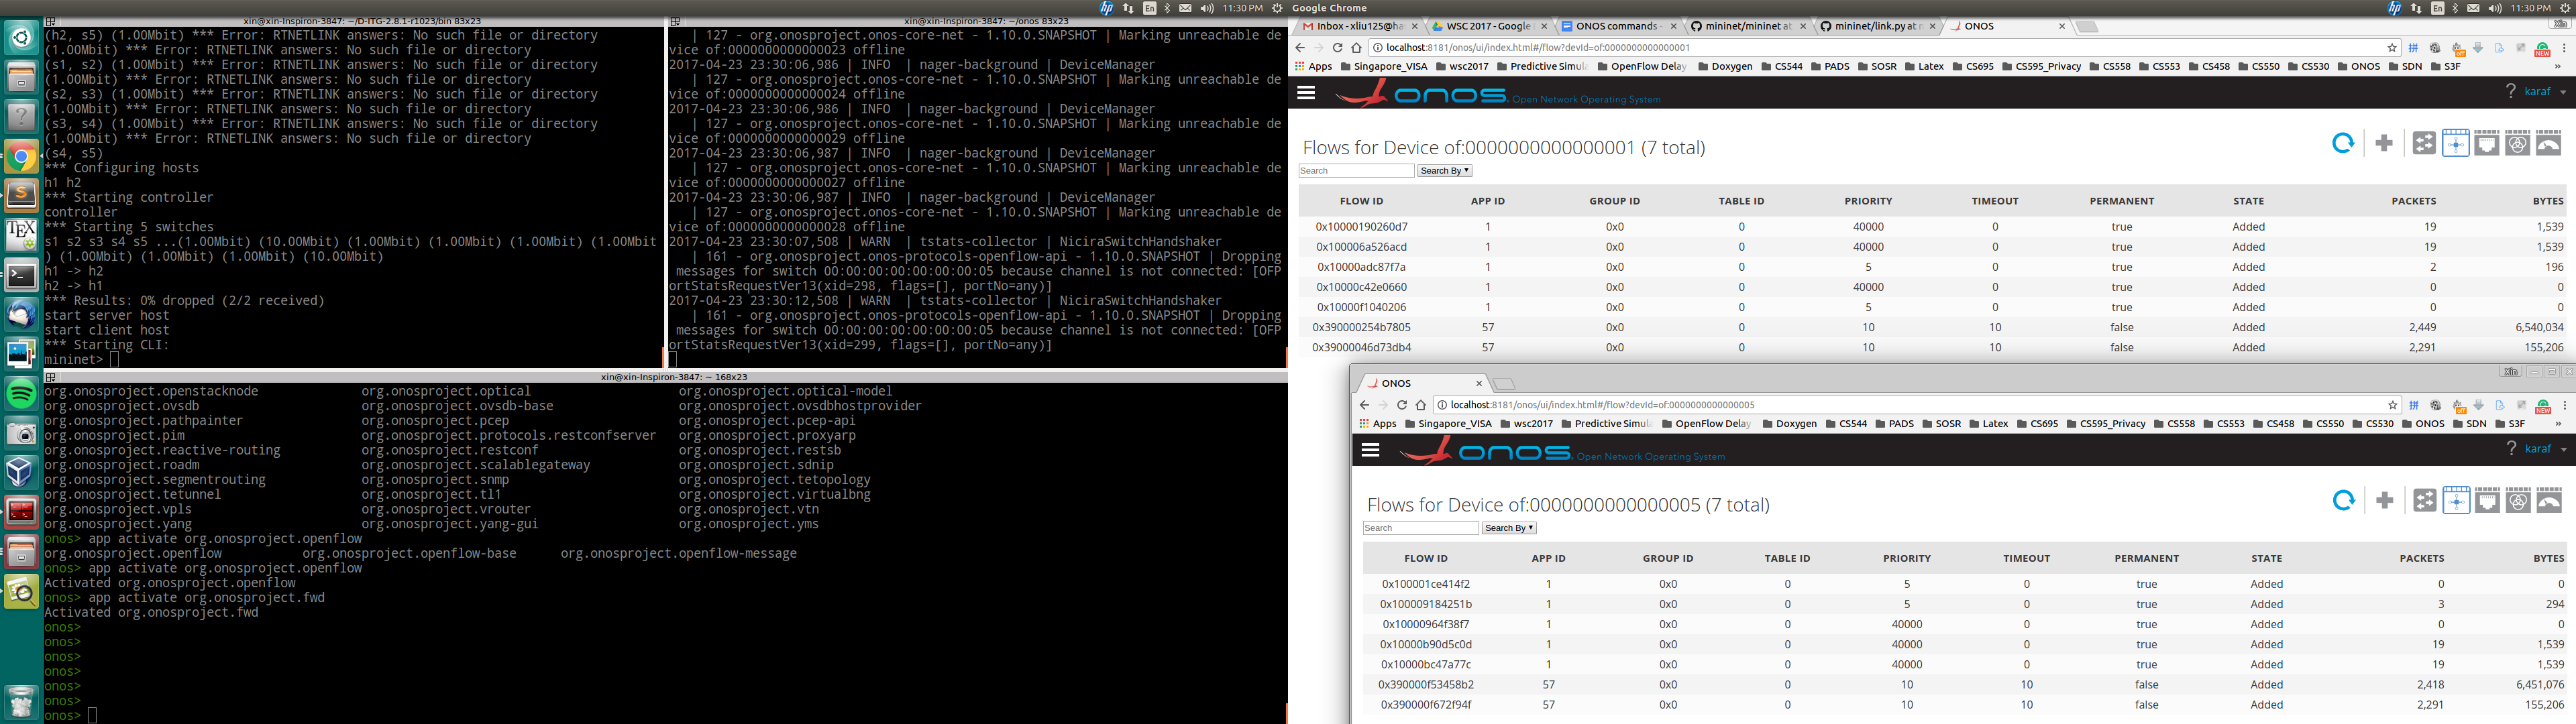 En 11:30 PM Google Chrome En 11:30 PM
xin@xin-Inspiron-3847: ~/D-ITG-2.8.1-r1023/bin 83x23
(h2, s5) (1.00Mbit) *** Error: RTNETLINK answers: No such file or directory
(1.00Mbit) *** Error: RTNETLINK answers: No such file or directory
(s1, s2) (1.00Mbit) *** Error: RTNETLINK answers: No such file or directory
(1.00Mbit) *** Error: RTNETLINK answers: No such file or directory
(s2, s3) (1.00Mbit) *** Error: RTNETLINK answers: No such file or directory
(1.00Mbit) *** Error: RTNETLINK answers: No such file or directory
(s3, s4) (1.00Mbit) *** Error: RTNETLINK answers: No such file or directory
(1.00Mbit) *** Error: RTNETLINK answers: No such file or directory
(s4, s5)
*** Configuring hosts
h1 h2
*** Starting controller
controller
*** Starting 5 switches
s1 s2 s3 s4 s5 ...(1.00Mbit) (10.00Mbit) (1.00Mbit) (1.00Mbit) (1.00Mbit) (1.00Mbit
) (1.00Mbit) (1.00Mbit) (1.00Mbit) (10.00Mbit)
h1 -> h2
h2 -> h1
*** Results: 0% dropped (2/2 received)
start server host
start client host
*** Starting CLI:
mininet>
xin@xin-Inspiron-3847: ~/onos 83x23
| 127 - org.onosproject.onos-core-net - 1.10.0.SNAPSHOT | Marking unreachable de
vice of:0000000000000023 offline
2017-04-23 23:30:06,986 | INFO | nager-background | DeviceManager
| 127 - org.onosproject.onos-core-net - 1.10.0.SNAPSHOT | Marking unreachable de
vice of:0000000000000024 offline
2017-04-23 23:30:06,986 | INFO | nager-background | DeviceManager
| 127 - org.onosproject.onos-core-net - 1.10.0.SNAPSHOT | Marking unreachable de
vice of:0000000000000029 offline
2017-04-23 23:30:06,987 | INFO | nager-background | DeviceManager
| 127 - org.onosproject.onos-core-net - 1.10.0.SNAPSHOT | Marking unreachable de
vice of:0000000000000027 offline
2017-04-23 23:30:06,987 | INFO | nager-background | DeviceManager
| 127 - org.onosproject.onos-core-net - 1.10.0.SNAPSHOT | Marking unreachable de
vice of:0000000000000028 offline
2017-04-23 23:30:07,508 | WARN | tstats-collector | NiciraSwitchHandshake
| 161 - org.onosproject.onos-protocols-openflow-api - 1.10.0.SNAPSHOT | Dropping
messages for switch 00:00:00:00:00:00:00:05 because channel is not connected: [OFP
ortStatsRequestVer13(xid=298, flags=[], portNo=any)]
2017-04-23 23:30:12,508 | WARN | tstats-collector | NiciraSwitchHandshake
| 161 - org.onosproject.onos-protocols-openflow-api - 1.10.0.SNAPSHOT | Dropping
messages for switch 00:00:00:00:00:00:00:05 because channel is not connected: [OFP
ortStatsRequestVer13(xid=299, flags=[], portNo=any)]
xin@xin-Inspiron-3847: ~ 168x23
org.onosproject.openstacknode org.onosproject.optical org.onosproject.optical-model
org.onosproject.ovsdb org.onosproject.ovsdb-base org.onosproject.ovsdbhostprovider
org.onosproject.pathpainter org.onosproject.pcep org.onosproject.pcep-api
org.onosproject.pim org.onosproject.protocols.restconfserver org.onosproject.proxyarp
org.onosproject.reactive-routing org.onosproject.restconf org.onosproject.restsb
org.onosproject.roadm org.onosproject.scalablegateway org.onosproject.sdnip
org.onosproject.segmentrouting org.onosproject.snmp org.onosproject.tetopology
org.onosproject.tetunnel org.onosproject.tl1 org.onosproject.virtualbng
org.onosproject.vpls org.onosproject.vrouter org.onosproject.vtn
org.onosproject.yang org.onosproject.yang-gui org.onosproject.yms
onos> app activate org.onosproject.openflow
org.onosproject.openflow org.onosproject.openflow-base org.onosproject.openflow-message
onos> app activate org.onosproject.openflow
Activated org.onosproject.openflow
onos> app activate org.onosproject.fwd
Activated org.onosproject.fwd
onos>
onos>
onos>
onos>
onos>
onos>
onos>
Inbox - xliu125@ha WSC 2017 - Google ONOS commands - mininet/mininet at mininet/link.py at m ONOS Xin
localhost:8181/onos/ui/index.html#/flow?devId=of:0000000000000001
Apps Singapore_VISA wsc2017 Predictive Simula OpenFlow Delay Doxygen CS544 PADS SOSR Latex CS695 CS595_Privacy CS558 CS553 CS458 CS550 CS530 ONOS SDN S3F »
onos Open Network Operating System ? karaf
Flows for Device of:0000000000000001 (7 total)
Search Search By
FLOW ID APP ID GROUP ID TABLE ID PRIORITY TIMEOUT PERMANENT STATE PACKETS BYTES
0x10000190260d7 1 0x0 0 40000 0 true Added 19 1,539
0x100006a526acd 1 0x0 0 40000 0 true Added 19 1,539
0x10000adc87f7a 1 0x0 0 5 0 true Added 2 196
0x10000c42e0660 1 0x0 0 40000 0 true Added 0 0
0x10000f1040206 1 0x0 0 5 0 true Added 0 0
0x390000254b7805 57 0x0 0 10 10 false Added 2,449 6,540,034
0x39000046d73db4 57 0x0 0 10 10 false Added 2,291 155,206
ONOS Xin
localhost:8181/onos/ui/index.html#/flow?devId=of:0000000000000005
Apps Singapore_VISA wsc2017 Predictive Simula OpenFlow Delay Doxygen CS544 PADS SOSR Latex CS695 CS595_Privacy CS558 CS553 CS458 CS550 CS530 ONOS SDN S3F »
onos Open Network Operating System ? karaf
Flows for Device of:0000000000000005 (7 total)
Search Search By
FLOW ID APP ID GROUP ID TABLE ID PRIORITY TIMEOUT PERMANENT STATE PACKETS BYTES
0x100001ce414f2 1 0x0 0 5 0 true Added 0 0
0x100009184251b 1 0x0 0 5 0 true Added 3 294
0x10000964f38f7 1 0x0 0 40000 0 true Added 0 0
0x10000b90d5c0d 1 0x0 0 40000 0 true Added 19 1,539
0x10000bc47a77c 1 0x0 0 40000 0 true Added 19 1,539
0x390000f53458b2 57 0x0 0 10 10 false Added 2,418 6,451,076
0x390000f672f94f 57 0x0 0 10 10 false Added 2,291 155,206